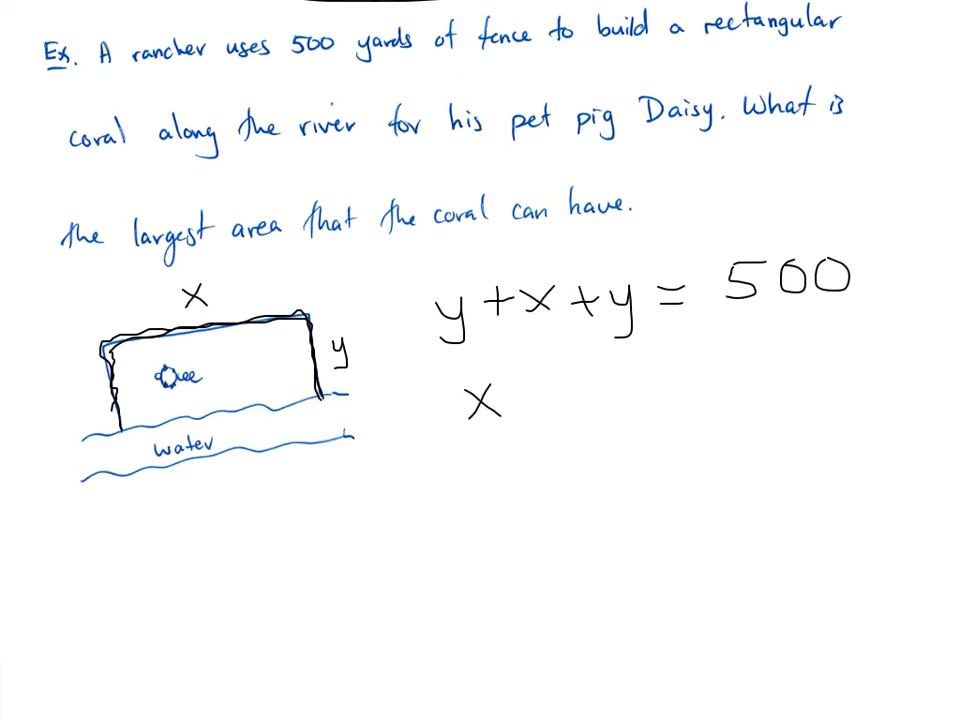 Ex. A rancher uses 500 yards of fence to build a rectangular
coral along the river for his pet pig Daisy. What is
the largest area that the coral can have.
x
y + x + y = 500
y
x
water